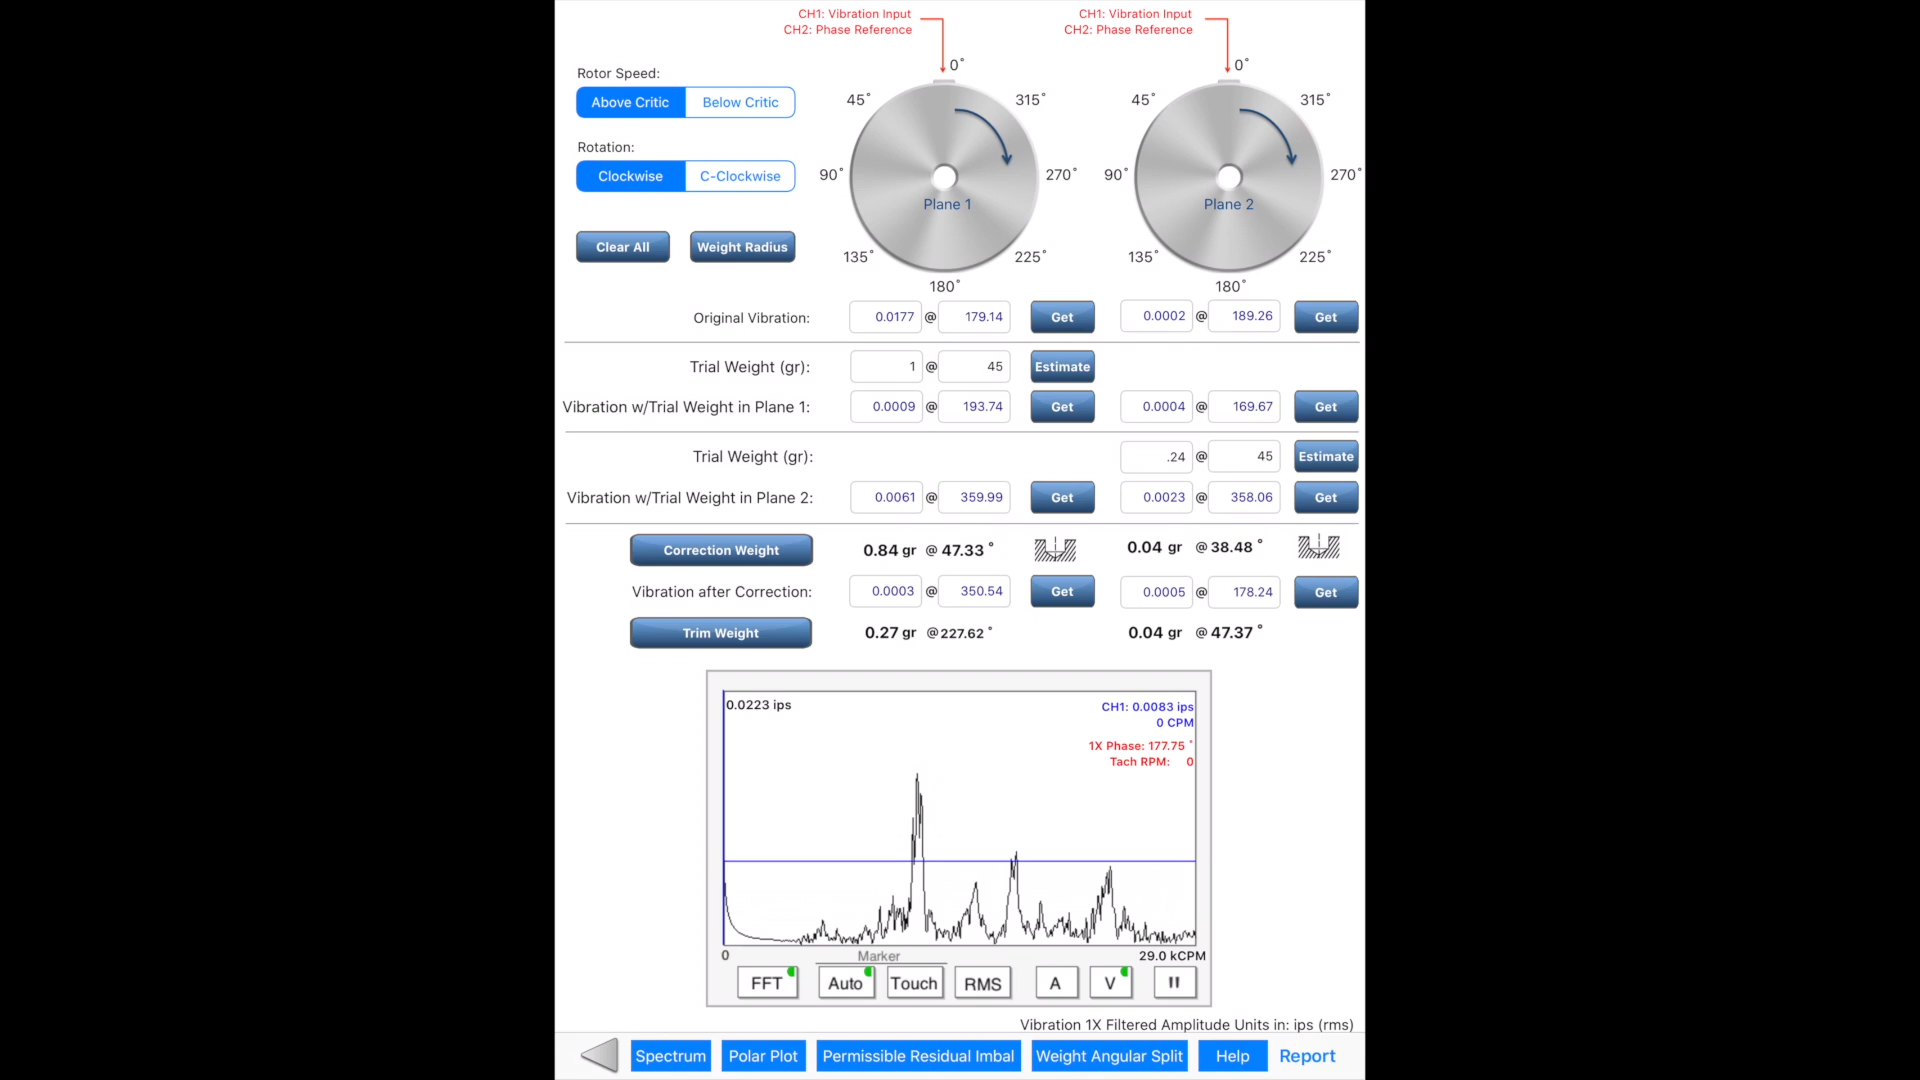 CH1: Vibration Input
CH2: Phase Reference
CH1: Vibration Input
CH2: Phase Reference
0°
0°
Rotor Speed:
45°
315°
45°
315°
Above Critic
Below Critic
Rotation:
90°
270°
90°
270°
Clockwise
C-Clockwise
Plane 1
Plane 2
Clear All
Weight Radius
135°
225°
135°
225°
180°
180°
Original Vibration: 0.0177 @ 179.14 Get 0.0002 @ 189.26 Get
Trial Weight (gr): 1 @ 45 Estimate
Vibration w/Trial Weight in Plane 1: 0.0009 @ 193.74 Get 0.0004 @ 169.67 Get
Trial Weight (gr): .24 @ 45 Estimate
Vibration w/Trial Weight in Plane 2: 0.0061 @ 359.99 Get 0.0023 @ 358.06 Get
Correction Weight 0.84 gr @ 47.33 ° 0.04 gr @ 38.48 °
Vibration after Correction: 0.0003 @ 350.54 Get 0.0005 @ 178.24 Get
Trim Weight 0.27 gr @ 227.62 ° 0.04 gr @ 47.37 °
0.0223 ips
CH1: 0.0083 ips
0 CPM
1X Phase: 177.75 °
Tach RPM: 0
0
Marker
29.0 kCPM
FFT Auto Touch RMS A V II
Vibration 1X Filtered Amplitude Units in: ips (rms)
Spectrum Polar Plot Permissible Residual Imbal Weight Angular Split Help Report